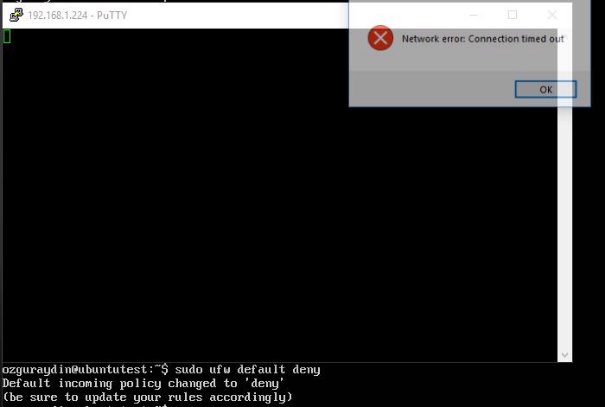 192.168.1.224 - PuTTY
Network error: Connection timed out
OK
ozguraydin@ubuntutest:~$ sudo ufw default deny
Default incoming policy changed to 'deny'
(be sure to update your rules accordingly)